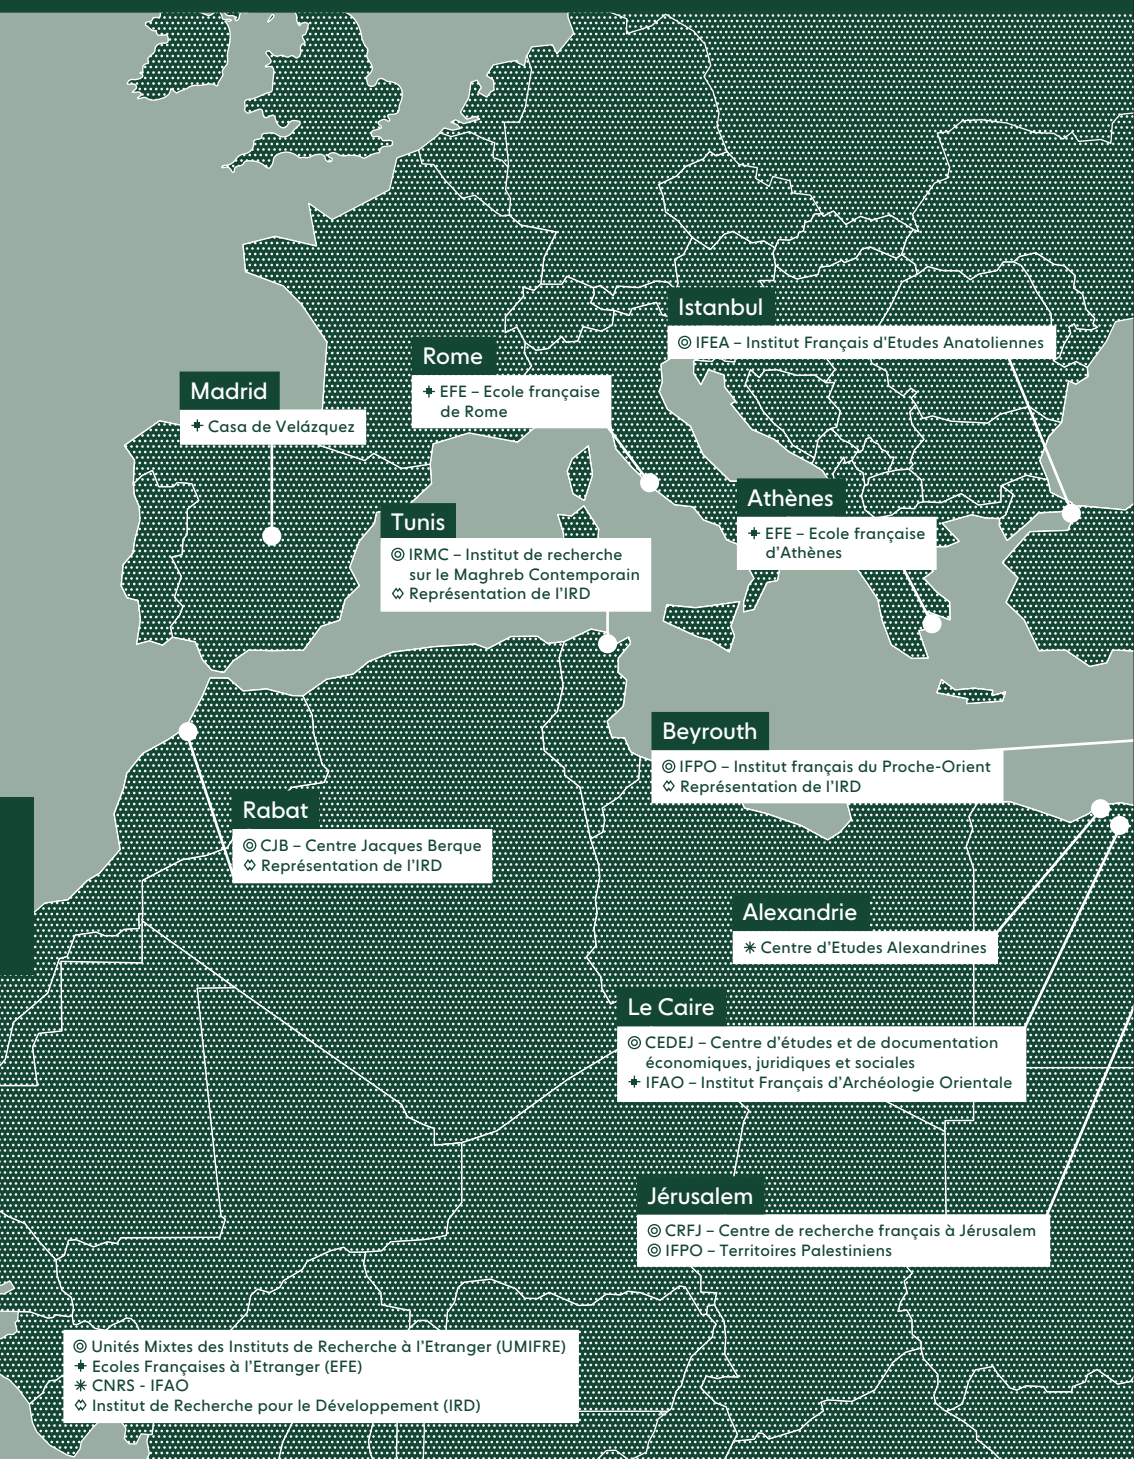 Istanbul
◎ IFEA – Institut Français d'Etudes Anatoliennes
Rome
⌖ EFE – Ecole française
de Rome
Madrid
⌖ Casa de Velázquez
Athènes
⌖ EFE – Ecole française
d'Athènes
Tunis
◎ IRMC – Institut de recherche
sur le Maghreb Contemporain
Représentation de l'IRD
Beyrouth
◎ IFPO – Institut français du Proche-Orient
Représentation de l'IRD
Rabat
◎ CJB – Centre Jacques Berque
Représentation de l'IRD
Alexandrie
✳ Centre d'Etudes Alexandrines
Le Caire
◎ CEDEJ – Centre d'études et de documentation
économiques, juridiques et sociales
⌖ IFAO – Institut Français d'Archéologie Orientale
Jérusalem
◎ CRFJ – Centre de recherche français à Jérusalem
◎ IFPO – Territoires Palestiniens
◎ Unités Mixtes des Instituts de Recherche à l'Etranger (UMIFRE)
⌖ Ecoles Françaises à l'Etranger (EFE)
✳ CNRS - IFAO
Institut de Recherche pour le Développement (IRD)